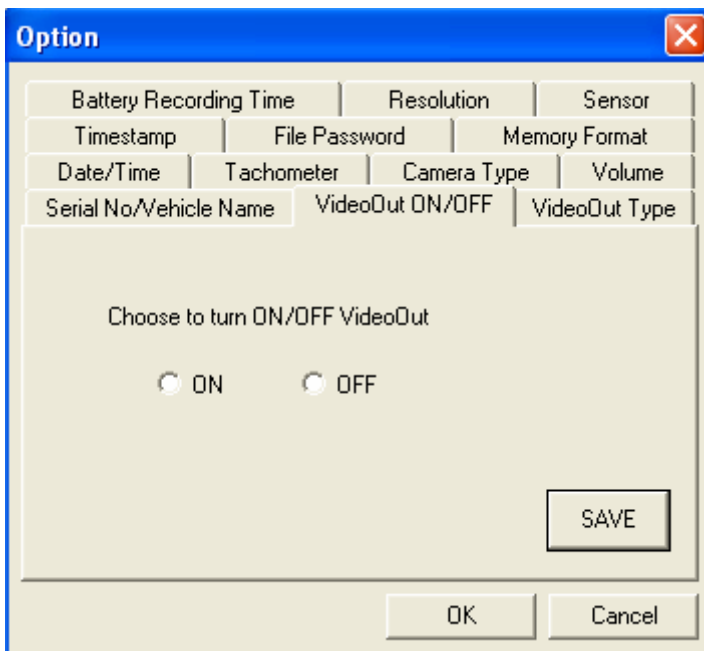 Option
Battery Recording Time Resolution Sensor
Timestamp File Password Memory Format
Date/Time Tachometer Camera Type Volume
Serial No/Vehicle Name VideoOut ON/OFF VideoOut Type
Choose to turn ON/OFF VideoOut
ON OFF
SAVE
OK Cancel